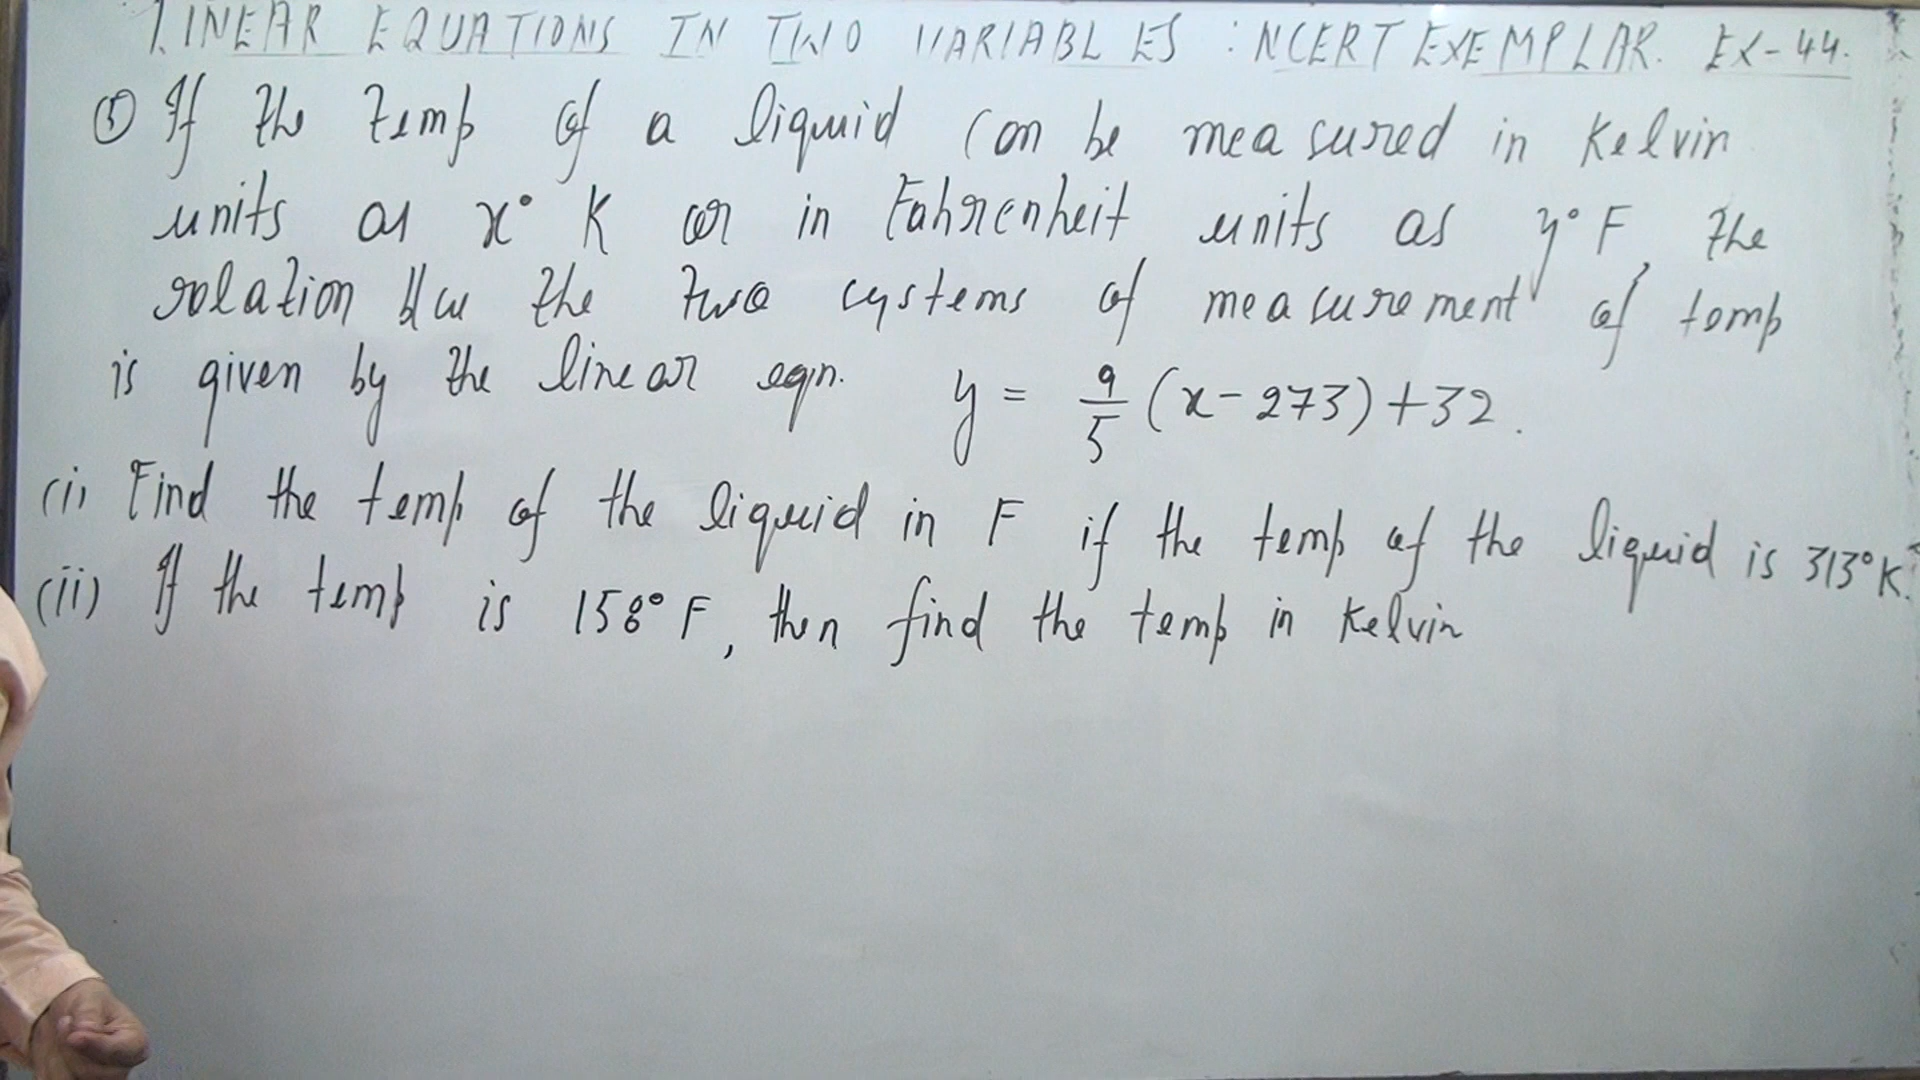 LINEAR EQUATIONS IN TWO VARIABLES : NCERT EXEMPLAR. EX-4.4.
⑤ If the temp of a liquid can be measured in Kelvin
units as x° K or in Fahrenheit units as y° F, the
relation b/w the two systems of measurement of temp
is given by the linear eqn. y = 9/5 (x-273)+32.
(i) Find the temp of the liquid in F if the temp of the liquid is 313°K.
(ii) If the temp is 158° F, then find the temp in Kelvin